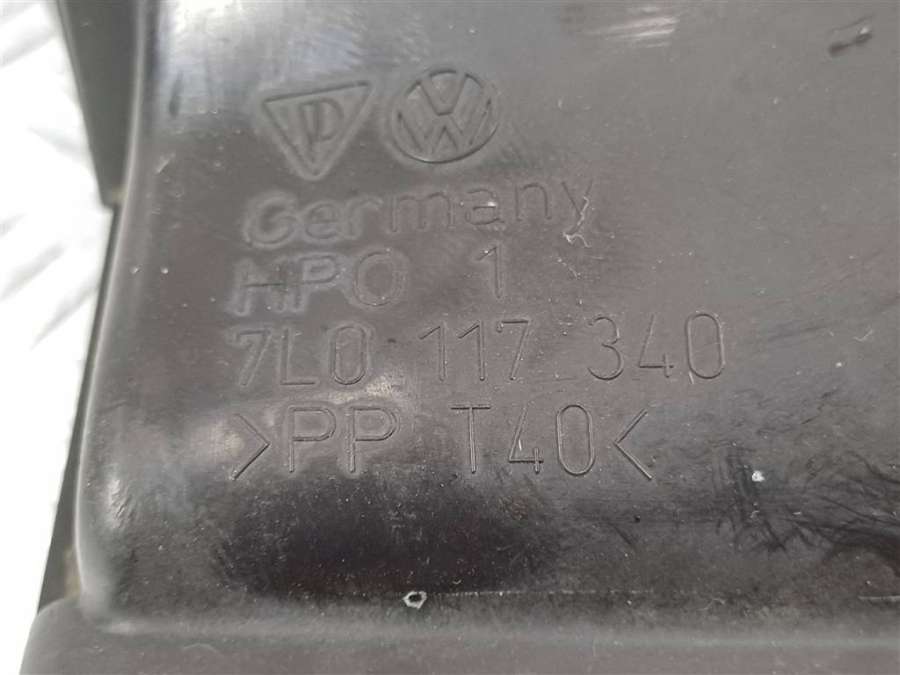 Germany
HPO 1
7L0 117 340
>PP T40<